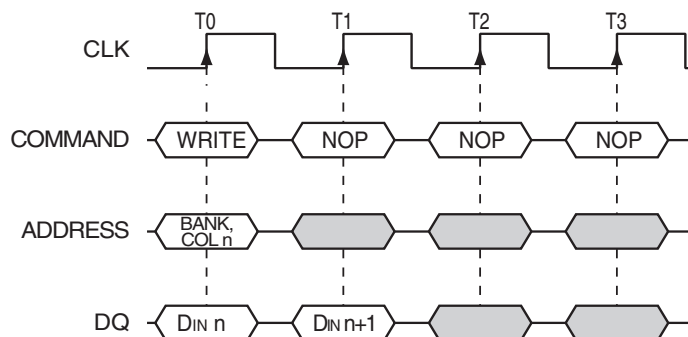 T0 T1 T2 T3
CLK
COMMAND WRITE NOP NOP NOP
ADDRESS BANK,
COL n
DQ DIN n DIN n+1